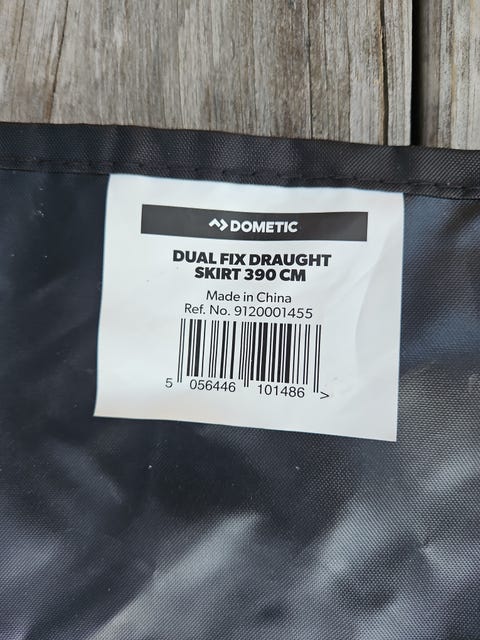 DOMETIC
DUAL FIX DRAUGHT
SKIRT 390 CM
Made in China
Ref. No. 9120001455
5 056446 101486 >